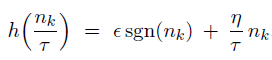 h(n_k/τ) = ϵ sgn(n_k) + η/τ n_k